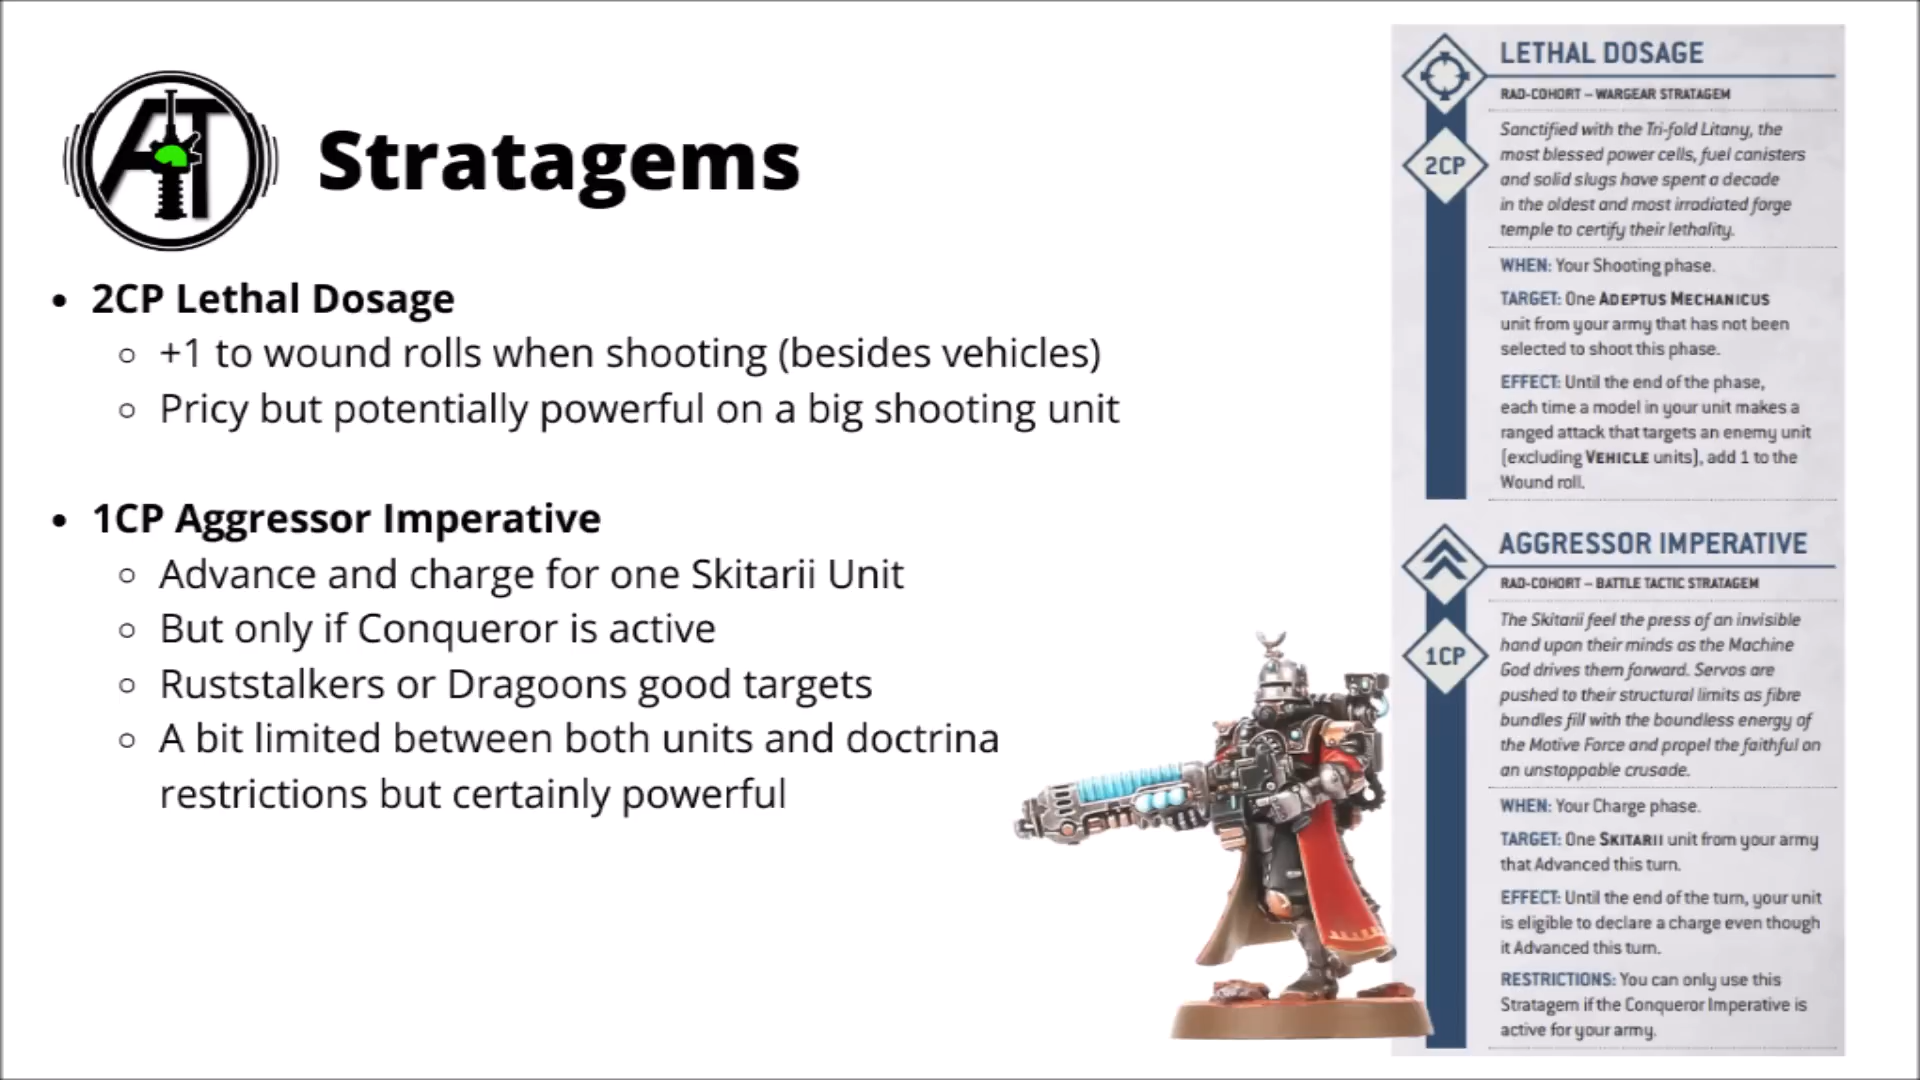 AT
Stratagems
• 2CP Lethal Dosage
○ +1 to wound rolls when shooting (besides vehicles)
○ Pricy but potentially powerful on a big shooting unit
• 1CP Aggressor Imperative
○ Advance and charge for one Skitarii Unit
○ But only if Conqueror is active
○ Ruststalkers or Dragoons good targets
○ A bit limited between both units and doctrina
restrictions but certainly powerful
LETHAL DOSAGE
RAD-COHORT – WARGEAR STRATAGEM
2CP
Sanctified with the Tri-fold Litany, the
most blessed power cells, fuel canisters
and solid slugs have spent a decade
in the oldest and most irradiated forge
temple to certify their lethality.
WHEN: Your Shooting phase.
TARGET: One ADEPTUS MECHANICUS
unit from your army that has not been
selected to shoot this phase.
EFFECT: Until the end of the phase,
each time a model in your unit makes a
ranged attack that targets an enemy unit
(excluding VEHICLE units), add 1 to the
Wound roll.
AGGRESSOR IMPERATIVE
RAD-COHORT – BATTLE TACTIC STRATAGEM
1CP
The Skitarii feel the press of an invisible
hand upon their minds as the Machine
God drives them forward. Servos are
pushed to their structural limits as fibre
bundles fill with the boundless energy of
the Motive Force and propel the faithful on
an unstoppable crusade.
WHEN: Your Charge phase.
TARGET: One SKITARII unit from your army
that Advanced this turn.
EFFECT: Until the end of the turn, your unit
is eligible to declare a charge even though
it Advanced this turn.
RESTRICTIONS: You can only use this
Stratagem if the Conqueror Imperative is
active for your army.